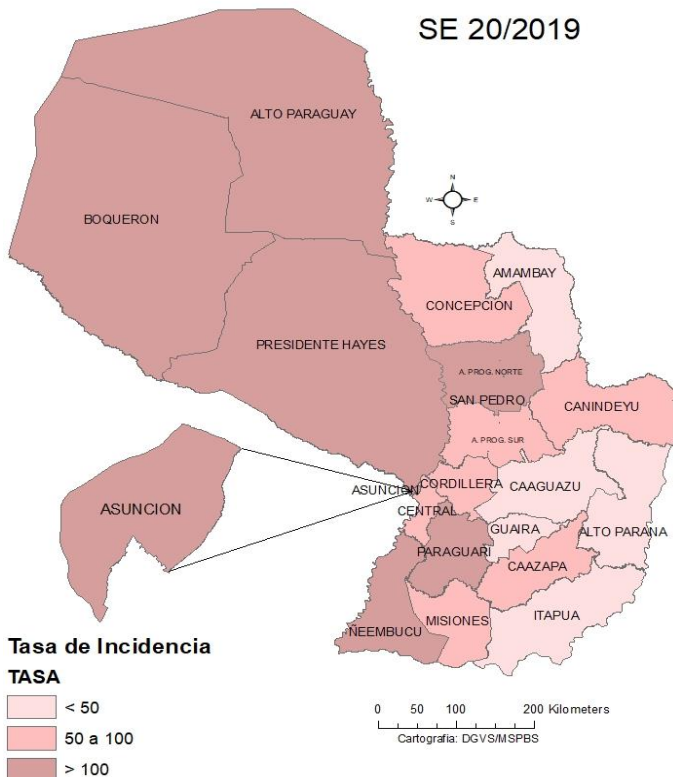 SE 20/2019
ALTO PARAGUAY
BOQUERON
N
W E
S
AMAMBAY
CONCEPCION
PRESIDENTE HAYES
A. PROG. NORTE
SAN PEDRO
CANINDEYU
A. PROG. SUR
ASUNCION
CORDILLERA
CAAGUAZU
ASUNCION
CENTRAL
GUAIRA
ALTO PARANA
PARAGUARI
CAAZAPA
ITAPUA
MISIONES
ÑEEMBUCU
Tasa de Incidencia
TASA
< 50
50 a 100
> 100
0 50 100 200 Kilometers
Cartografia: DGVS/MSPBS